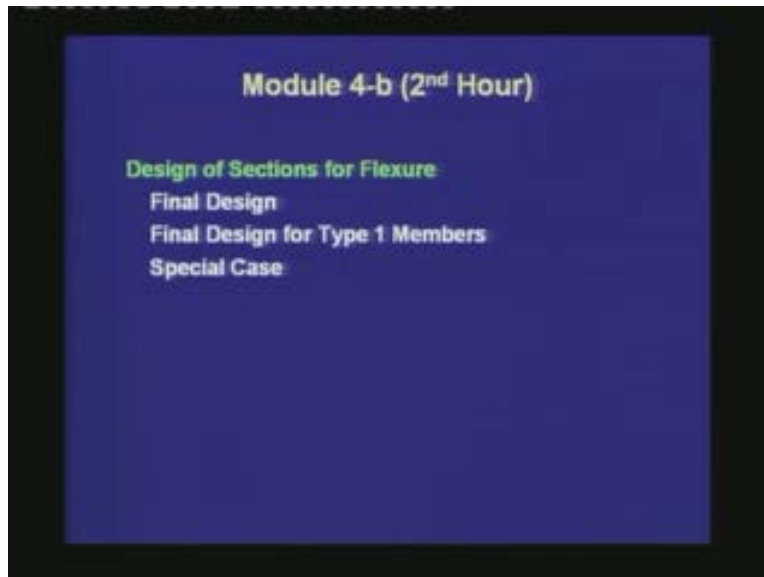 Module 4-b (2nd Hour)
Design of Sections for Flexure
Final Design
Final Design for Type 1 Members
Special Case